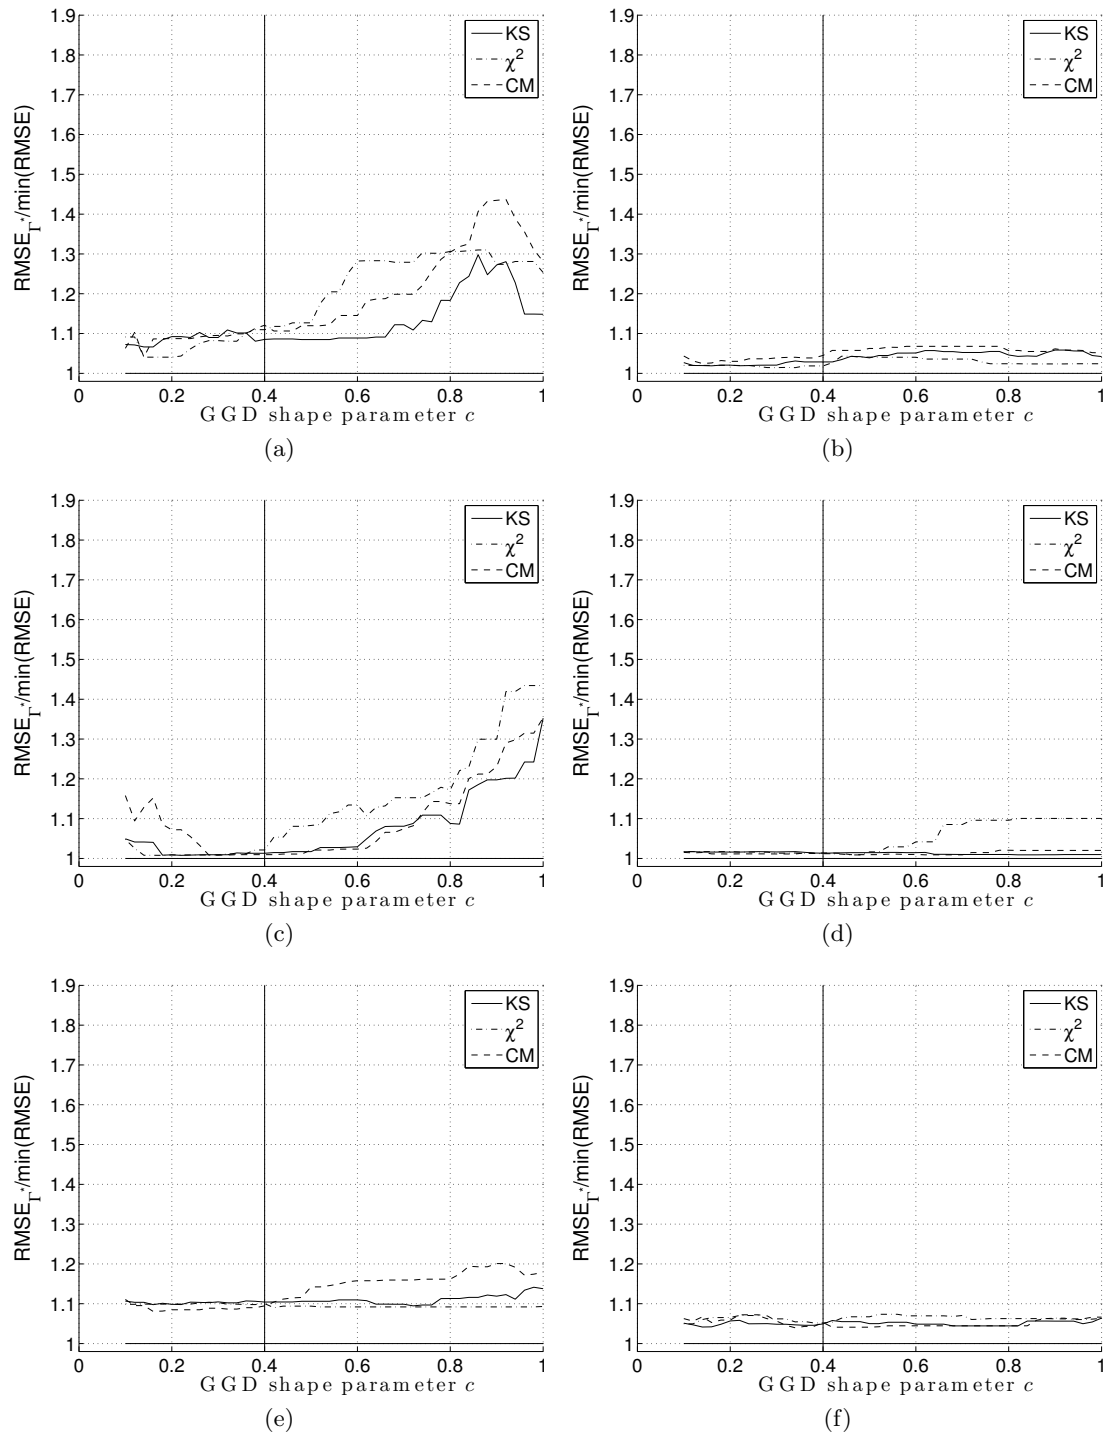 1.9
1.8
1.7
1.6
1.5
1.4
1.3
1.2
1.1
1
RMSE_Γ*/min(RMSE)
KS
χ²
CM
0 0.2 0.4 0.6 0.8 1
GGD shape parameter c
(a)
1.9
1.8
1.7
1.6
1.5
1.4
1.3
1.2
1.1
1
RMSE_Γ*/min(RMSE)
KS
χ²
CM
0 0.2 0.4 0.6 0.8 1
GGD shape parameter c
(b)
1.9
1.8
1.7
1.6
1.5
1.4
1.3
1.2
1.1
1
RMSE_Γ*/min(RMSE)
KS
χ²
CM
0 0.2 0.4 0.6 0.8 1
GGD shape parameter c
(c)
1.9
1.8
1.7
1.6
1.5
1.4
1.3
1.2
1.1
1
RMSE_Γ*/min(RMSE)
KS
χ²
CM
0 0.2 0.4 0.6 0.8 1
GGD shape parameter c
(d)
1.9
1.8
1.7
1.6
1.5
1.4
1.3
1.2
1.1
1
RMSE_Γ*/min(RMSE)
KS
χ²
CM
0 0.2 0.4 0.6 0.8 1
GGD shape parameter c
(e)
1.9
1.8
1.7
1.6
1.5
1.4
1.3
1.2
1.1
1
RMSE_Γ*/min(RMSE)
KS
χ²
CM
0 0.2 0.4 0.6 0.8 1
GGD shape parameter c
(f)